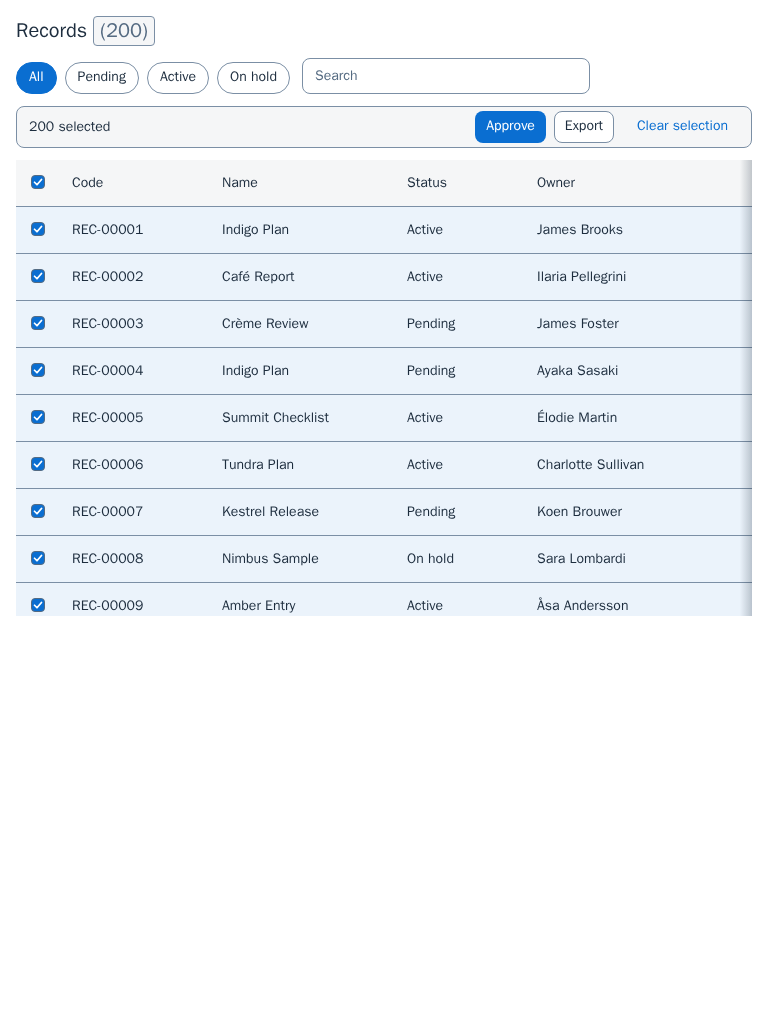 Records (200)
All Pending Active On hold Search
200 selected Approve Export Clear selection
Code Name Status Owner
REC-00001 Indigo Plan Active James Brooks
REC-00002 Café Report Active Ilaria Pellegrini
REC-00003 Crème Review Pending James Foster
REC-00004 Indigo Plan Pending Ayaka Sasaki
REC-00005 Summit Checklist Active Élodie Martin
REC-00006 Tundra Plan Active Charlotte Sullivan
REC-00007 Kestrel Release Pending Koen Brouwer
REC-00008 Nimbus Sample On hold Sara Lombardi
REC-00009 Amber Entry Active Åsa Andersson